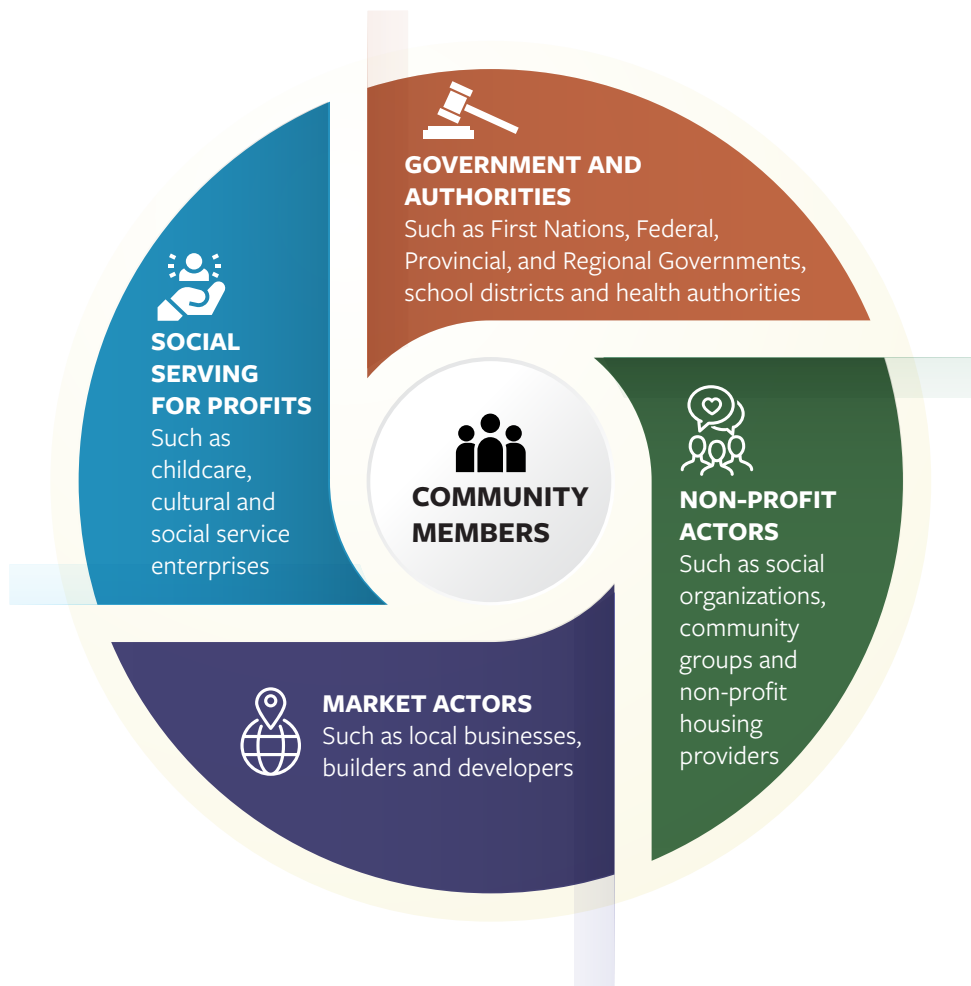 GOVERNMENT AND
AUTHORITIES
Such as First Nations, Federal,
Provincial, and Regional Governments,
school districts and health authorities
SOCIAL
SERVING
FOR PROFITS
Such as
childcare,
cultural and
social service
enterprises
COMMUNITY
MEMBERS
NON-PROFIT
ACTORS
Such as social
organizations,
community
groups and
non-profit
housing
providers
MARKET ACTORS
Such as local businesses,
builders and developers